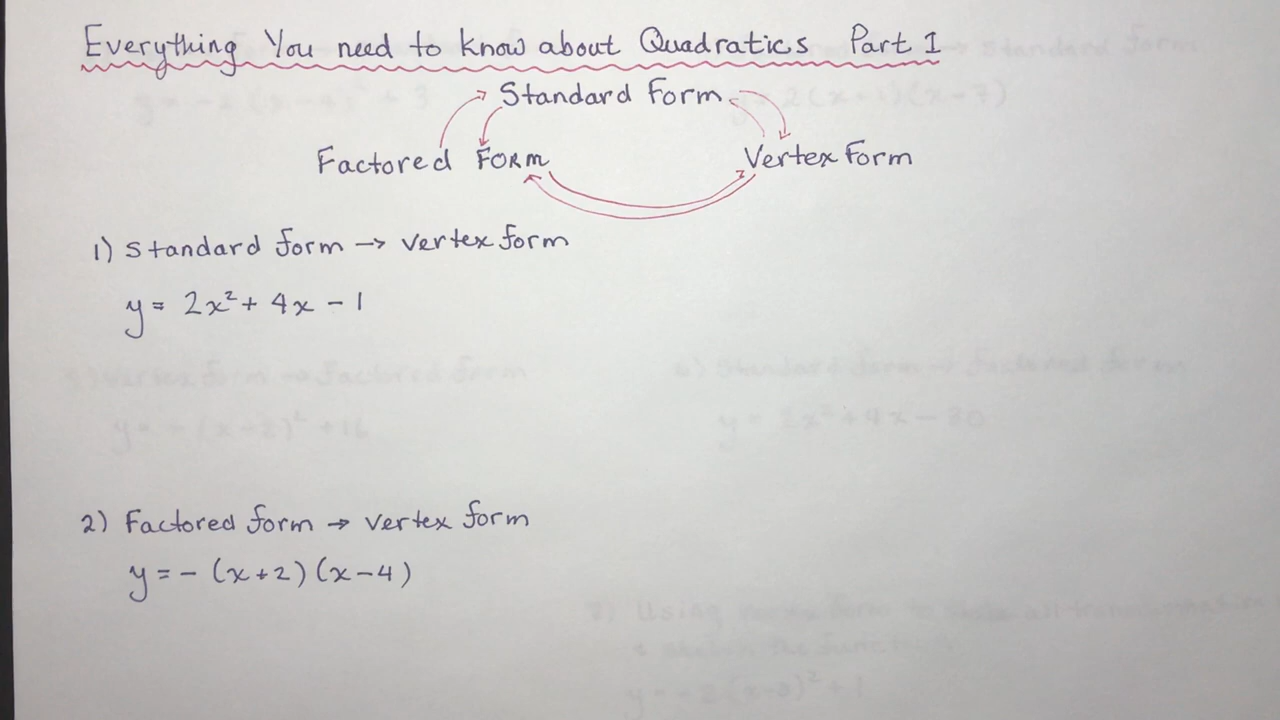 Everything You need to know about Quadratics Part 1
Standard Form
Factored FORM
Vertex Form
1) Standard form → vertex form
y = 2x² + 4x - 1
2) Factored form → vertex form
y = - (x+2)(x-4)